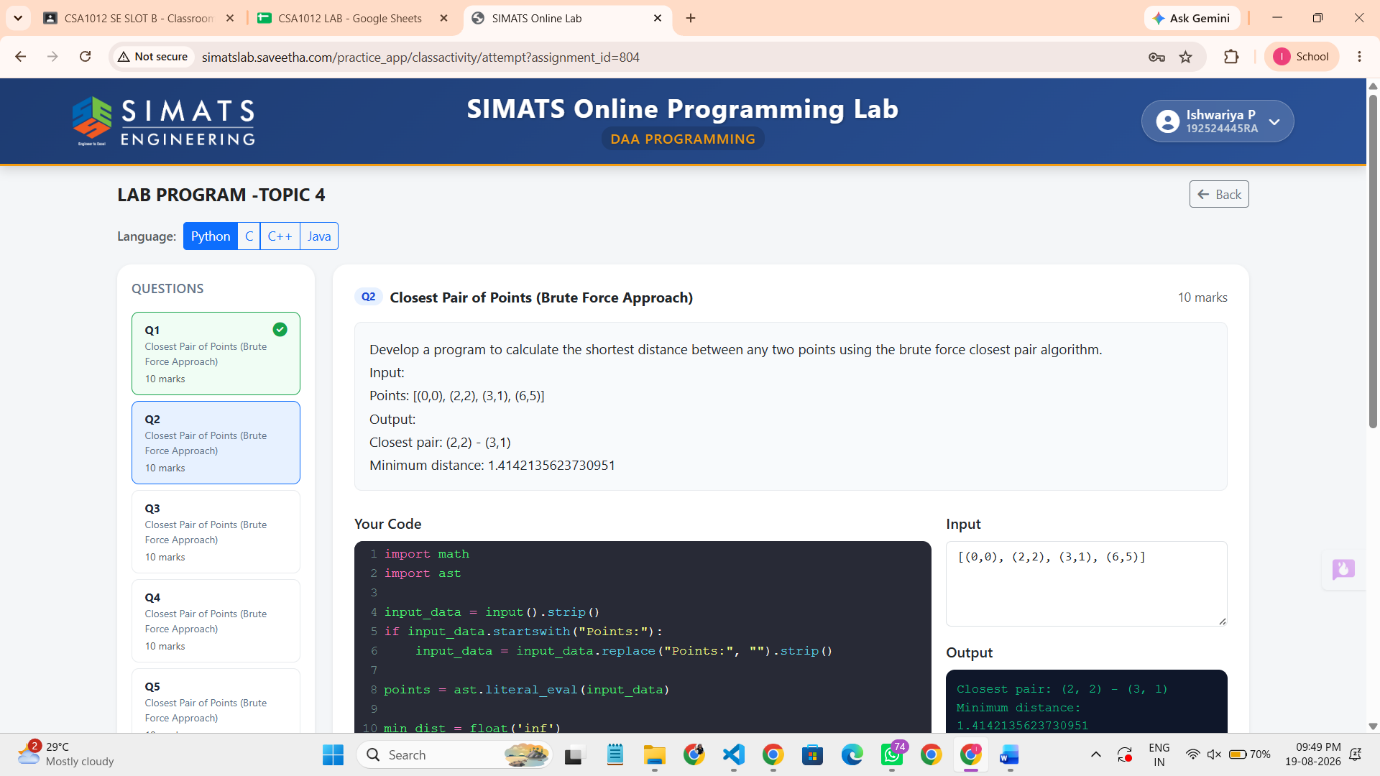 CSA1012 SE SLOT B - Classroom
CSA1012 LAB - Google Sheets
SIMATS Online Lab
Ask Gemini
Not secure
simatslab.saveetha.com/practice_app/classactivity/attempt?assignment_id=804
I School
SIMATS
ENGINEERING
Engineer to Excel
SIMATS Online Programming Lab
DAA PROGRAMMING
Ishwariya P
192524445RA
LAB PROGRAM -TOPIC 4
Back
Language: Python C C++ Java
QUESTIONS
Q1
Closest Pair of Points (Brute
Force Approach)
10 marks
Q2
Closest Pair of Points (Brute
Force Approach)
10 marks
Q3
Closest Pair of Points (Brute
Force Approach)
10 marks
Q4
Closest Pair of Points (Brute
Force Approach)
10 marks
Q5
Closest Pair of Points (Brute
Force Approach)
Q2 Closest Pair of Points (Brute Force Approach)
10 marks
Develop a program to calculate the shortest distance between any two points using the brute force closest pair algorithm.
Input:
Points: [(0,0), (2,2), (3,1), (6,5)]
Output:
Closest pair: (2,2) - (3,1)
Minimum distance: 1.4142135623730951
Your Code
1 import math
2 import ast
3
4 input_data = input().strip()
5 if input_data.startswith("Points:"):
6     input_data = input_data.replace("Points:", "").strip()
7
8 points = ast.literal_eval(input_data)
9
10 min_dist = float('inf')
Input
[(0,0), (2,2), (3,1), (6,5)]
Output
Closest pair: (2, 2) - (3, 1)
Minimum distance:
1.4142135623730951
2
29°C
Mostly cloudy
Search
74
ENG
IN
70%
09:49 PM
19-08-2026